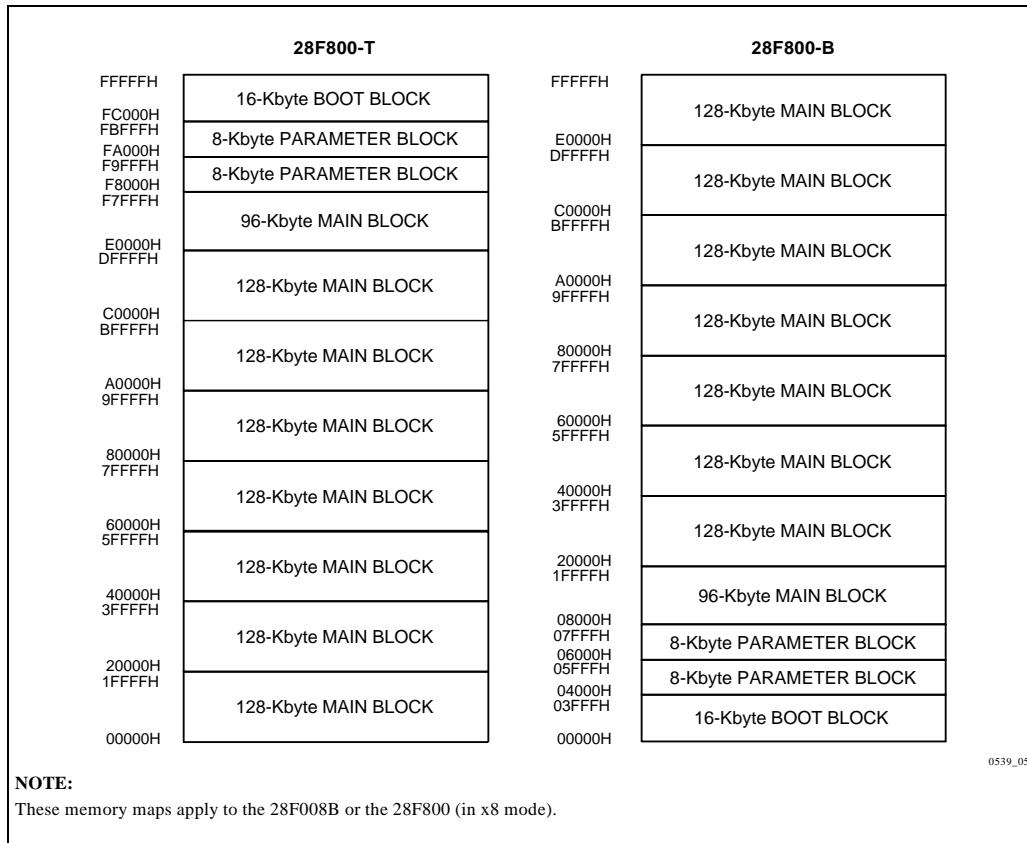 28F800-T
FFFFFH
16-Kbyte BOOT BLOCK
FC000H
FBFFFH
8-Kbyte PARAMETER BLOCK
FA000H
F9FFFH
8-Kbyte PARAMETER BLOCK
F8000H
F7FFFH
96-Kbyte MAIN BLOCK
E0000H
DFFFFH
128-Kbyte MAIN BLOCK
C0000H
BFFFFH
128-Kbyte MAIN BLOCK
A0000H
9FFFFH
128-Kbyte MAIN BLOCK
80000H
7FFFFH
128-Kbyte MAIN BLOCK
60000H
5FFFFH
128-Kbyte MAIN BLOCK
40000H
3FFFFH
128-Kbyte MAIN BLOCK
20000H
1FFFFH
128-Kbyte MAIN BLOCK
00000H
28F800-B
FFFFFH
128-Kbyte MAIN BLOCK
E0000H
DFFFFH
128-Kbyte MAIN BLOCK
C0000H
BFFFFH
128-Kbyte MAIN BLOCK
A0000H
9FFFFH
128-Kbyte MAIN BLOCK
80000H
7FFFFH
128-Kbyte MAIN BLOCK
60000H
5FFFFH
128-Kbyte MAIN BLOCK
40000H
3FFFFH
128-Kbyte MAIN BLOCK
20000H
1FFFFH
96-Kbyte MAIN BLOCK
08000H
07FFFH
8-Kbyte PARAMETER BLOCK
06000H
05FFFH
8-Kbyte PARAMETER BLOCK
04000H
03FFFH
16-Kbyte BOOT BLOCK
00000H
0539_05
NOTE:
These memory maps apply to the 28F008B or the 28F800 (in x8 mode).